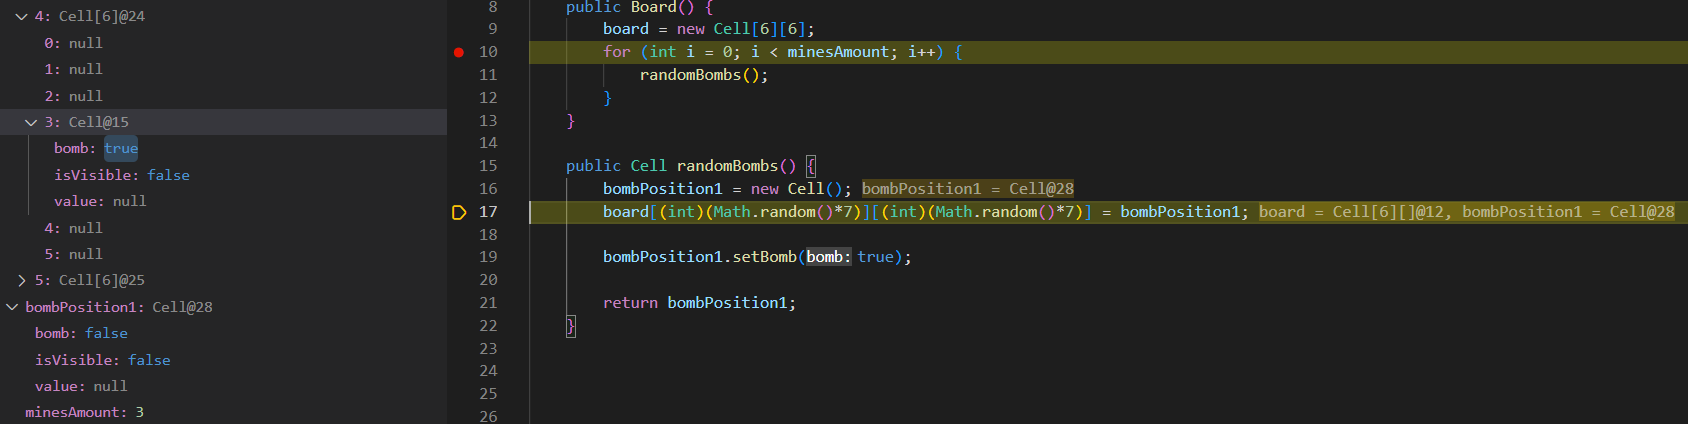 4: Cell[6]@24
0: null
1: null
2: null
3: Cell@15
bomb: true
isVisible: false
value: null
4: null
5: null
5: Cell[6]@25
bombPosition1: Cell@28
bomb: false
isVisible: false
value: null
minesAmount: 3
8 public Board() {
9 board = new Cell[6][6];
10 for (int i = 0; i < minesAmount; i++) {
11 randomBombs();
12 }
13 }
14
15 public Cell randomBombs() {
16 bombPosition1 = new Cell(); bombPosition1 = Cell@28
17 board[(int)(Math.random()*7)][(int)(Math.random()*7)] = bombPosition1; board = Cell[6][]@12, bombPosition1 = Cell@28
18
19 bombPosition1.setBomb(bomb: true);
20
21 return bombPosition1;
22 }
23
24
25
26